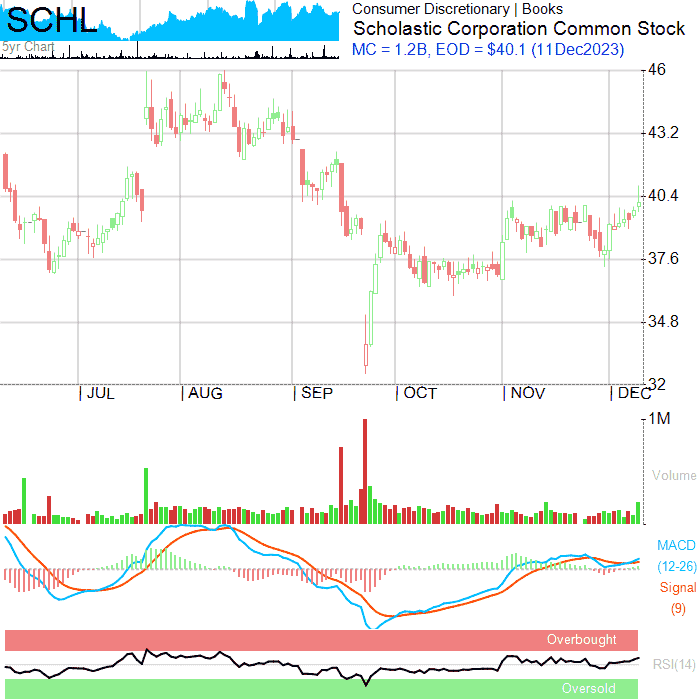 SCHL
5yr Chart
Consumer Discretionary | Books
Scholastic Corporation Common Stock
MC = 1.2B, EOD = $40.1 (11Dec2023)
46
43.2
40.4
37.6
34.8
32
| JUL | AUG | SEP | OCT | NOV | DEC
1M
Volume
MACD
(12-26)
Signal
(9)
Overbought
RSI(14)
Oversold